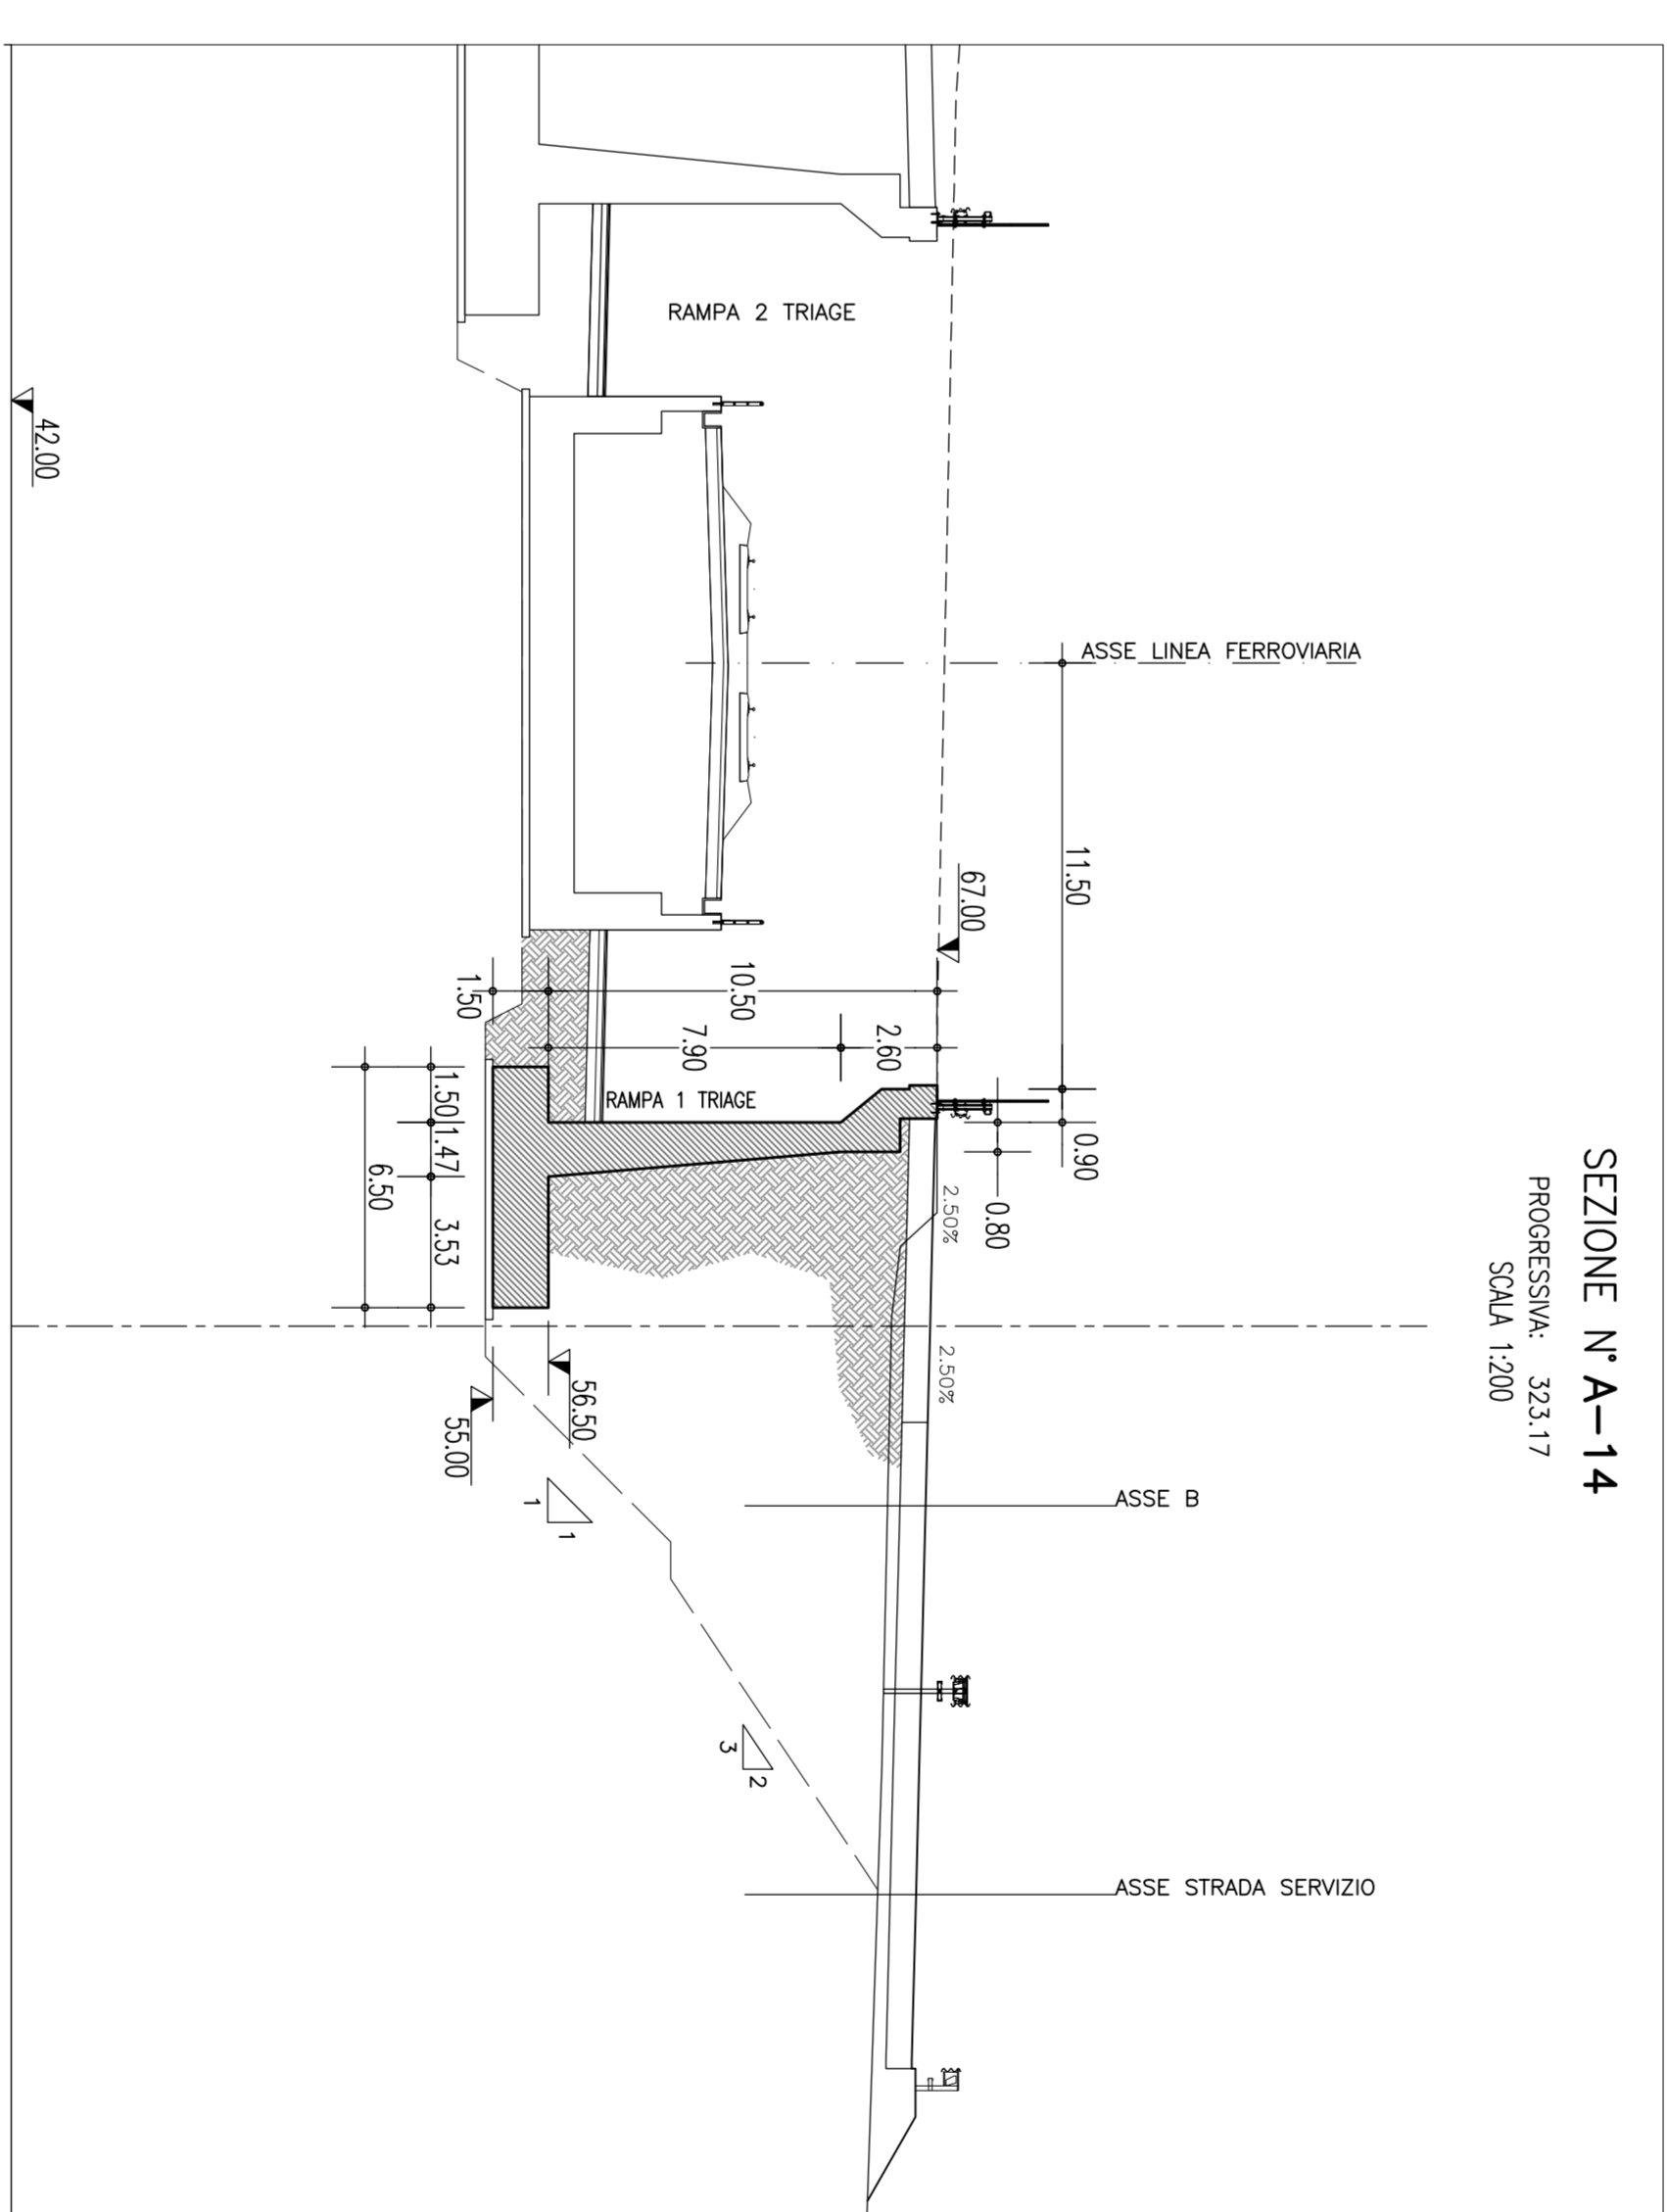 SEZIONE N° A-14
PROGRESSIVA: 323.17
SCALA 1:200
ASSE LINEA FERROVIARIA
ASSE B
ASSE STRADA SERVIZIO
11.50
0.90
0.80
67.00
2.50%
2.50%
2.60
10.50
7.90
RAMPA 2 TRIAGE
RAMPA 1 TRIAGE
3
2
1
1
56.50
55.00
1.50
1.50
1.47
3.53
6.50
42.00